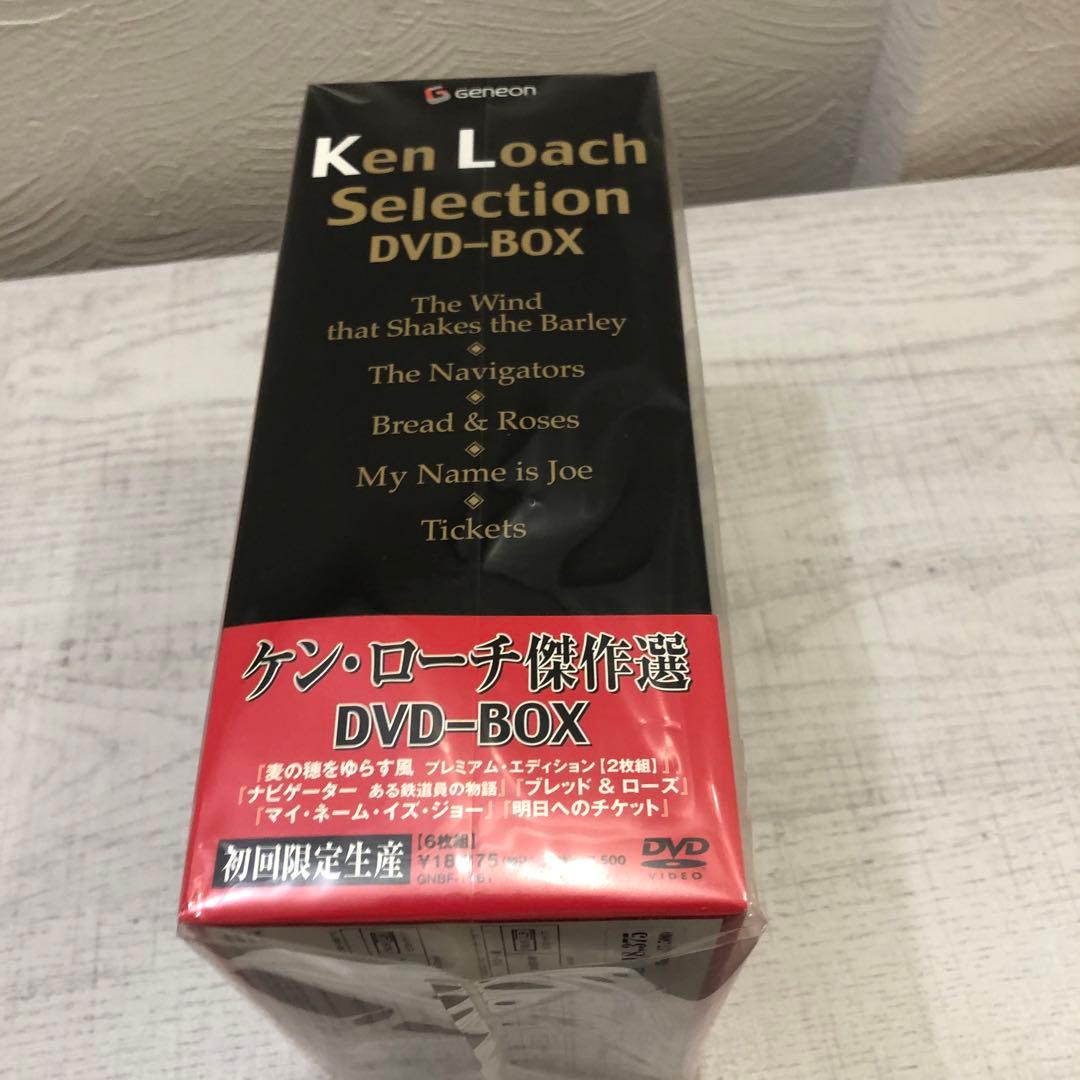 Geneon
Ken Loach
Selection
DVD-BOX
The Wind
that Shakes the Barley
The Navigators
Bread & Roses
My Name is Joe
Tickets
ケン・ローチ傑作選
DVD-BOX
『麦の穂をゆらす風 プレミアム・エディション【2枚組】』
『ナビゲーター ある鉄道員の物語』『ブレッド & ローズ』
『マイ・ネーム・イズ・ジョー』『明日へのチケット』
初回限定生産
【6枚組】
DVD
VIDEO